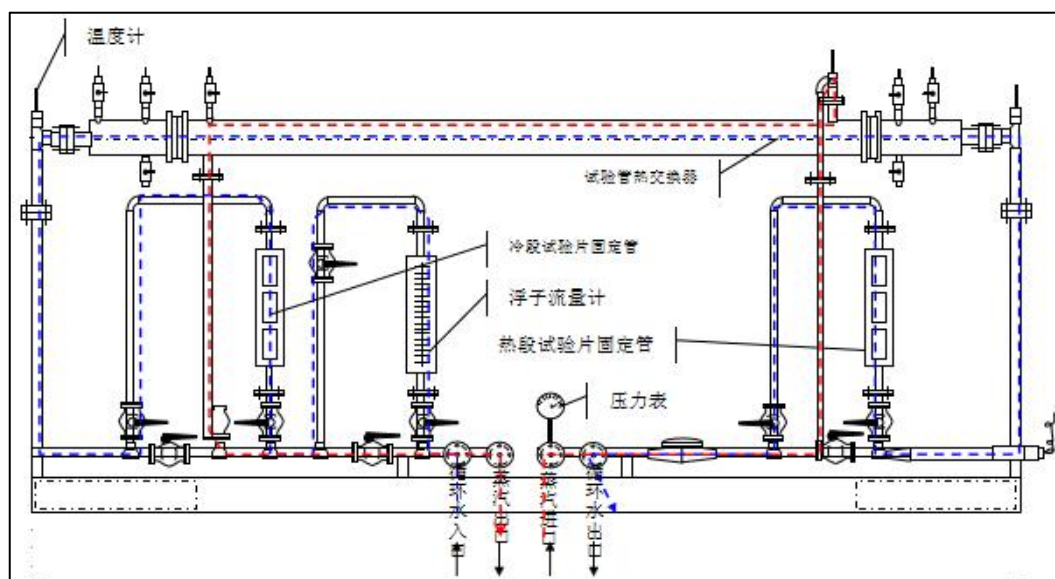 温度计
试验管热交换器
冷段试验片固定管
浮子流量计
热段试验片固定管
压力表
循环水入口
蒸汽出口
蒸汽进口
循环水出口